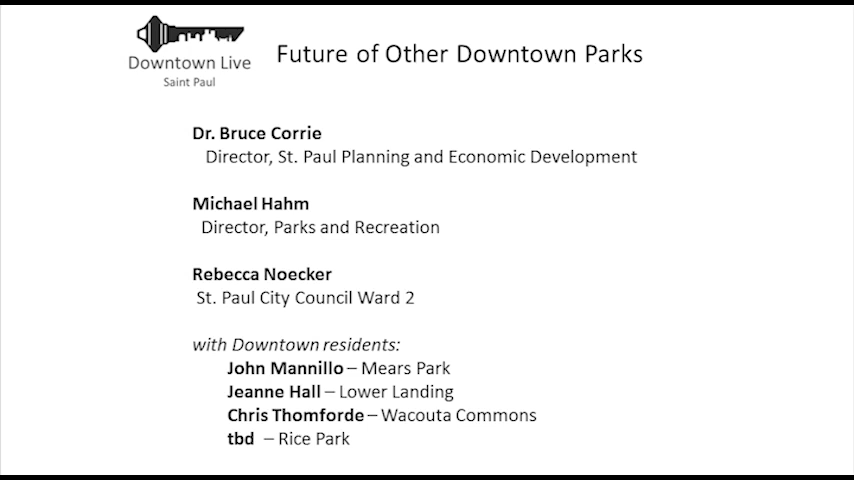 Downtown Live
Saint Paul
Future of Other Downtown Parks
Dr. Bruce Corrie
Director, St. Paul Planning and Economic Development
Michael Hahm
Director, Parks and Recreation
Rebecca Noecker
St. Paul City Council Ward 2
with Downtown residents:
John Mannillo – Mears Park
Jeanne Hall – Lower Landing
Chris Thomforde – Wacouta Commons
tbd – Rice Park